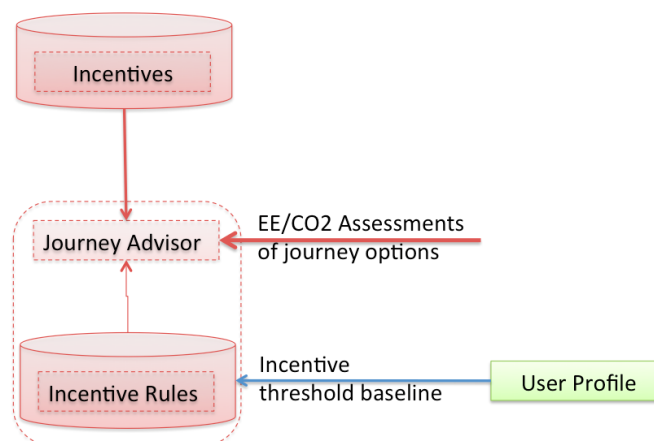 Incentives
Journey Advisor
EE/CO2 Assessments
of journey options
Incentive Rules
Incentive
threshold baseline
User Profile